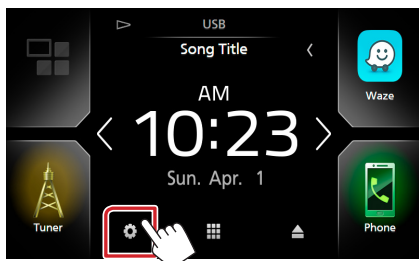 USB
Song Title
AM
10:23
Sun. Apr. 1
Waze
Tuner
Phone